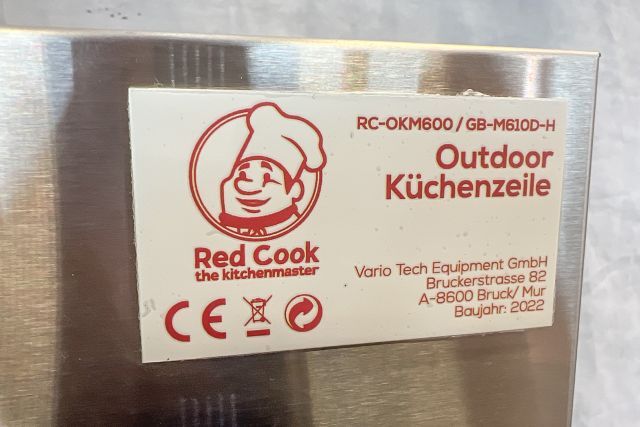 RC-OKM600 / GB-M610D-H
Outdoor
Küchenzeile
Red Cook
the kitchenmaster
Vario Tech Equipment GmbH
Bruckerstrasse 82
A-8600 Bruck/ Mur
Baujahr: 2022
CE